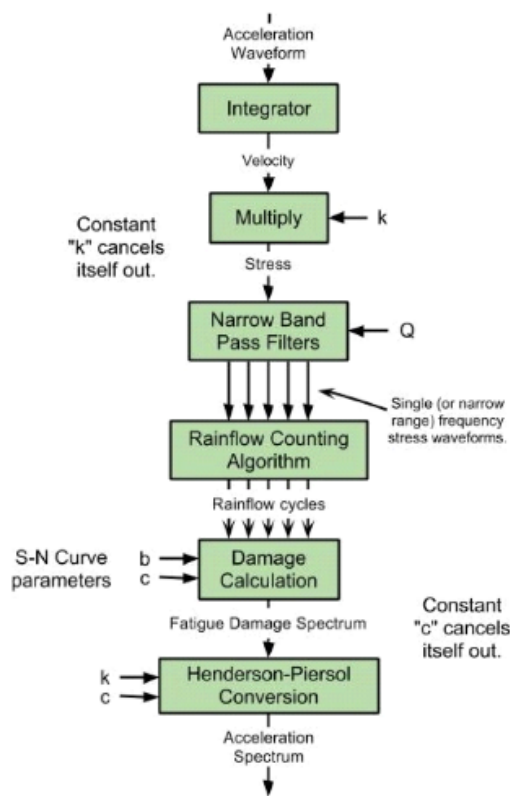 Acceleration
Waveform
Integrator
Velocity
Multiply
k
Constant
"k" cancels
itself out.
Stress
Narrow Band
Pass Filters
Q
Single (or narrow
range) frequency
stress waveforms.
Rainflow Counting
Algorithm
Rainflow cycles
S-N Curve
parameters
b
c
Damage
Calculation
Fatigue Damage Spectrum
Constant
"c" cancels
itself out.
k
c
Henderson-Piersol
Conversion
Acceleration
Spectrum